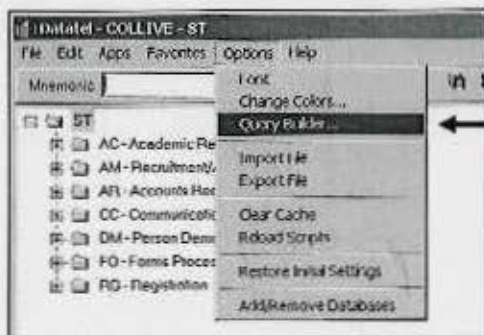 Datatel - COLLIVE - ST
File Edit Apps Favorites Options Help
Mnemonic
Font
Change Colors...
Query Builder...
Import File
Export File
Clear Cache
Reload Scripts
Restore Initial Settings
Add/Remove Databases
ST
AC - Academic Re
AM - Recruitment/
AR - Accounts Rec
CC - Communicatio
DM - Person Dem
FO - Forms Proces
RG - Registration